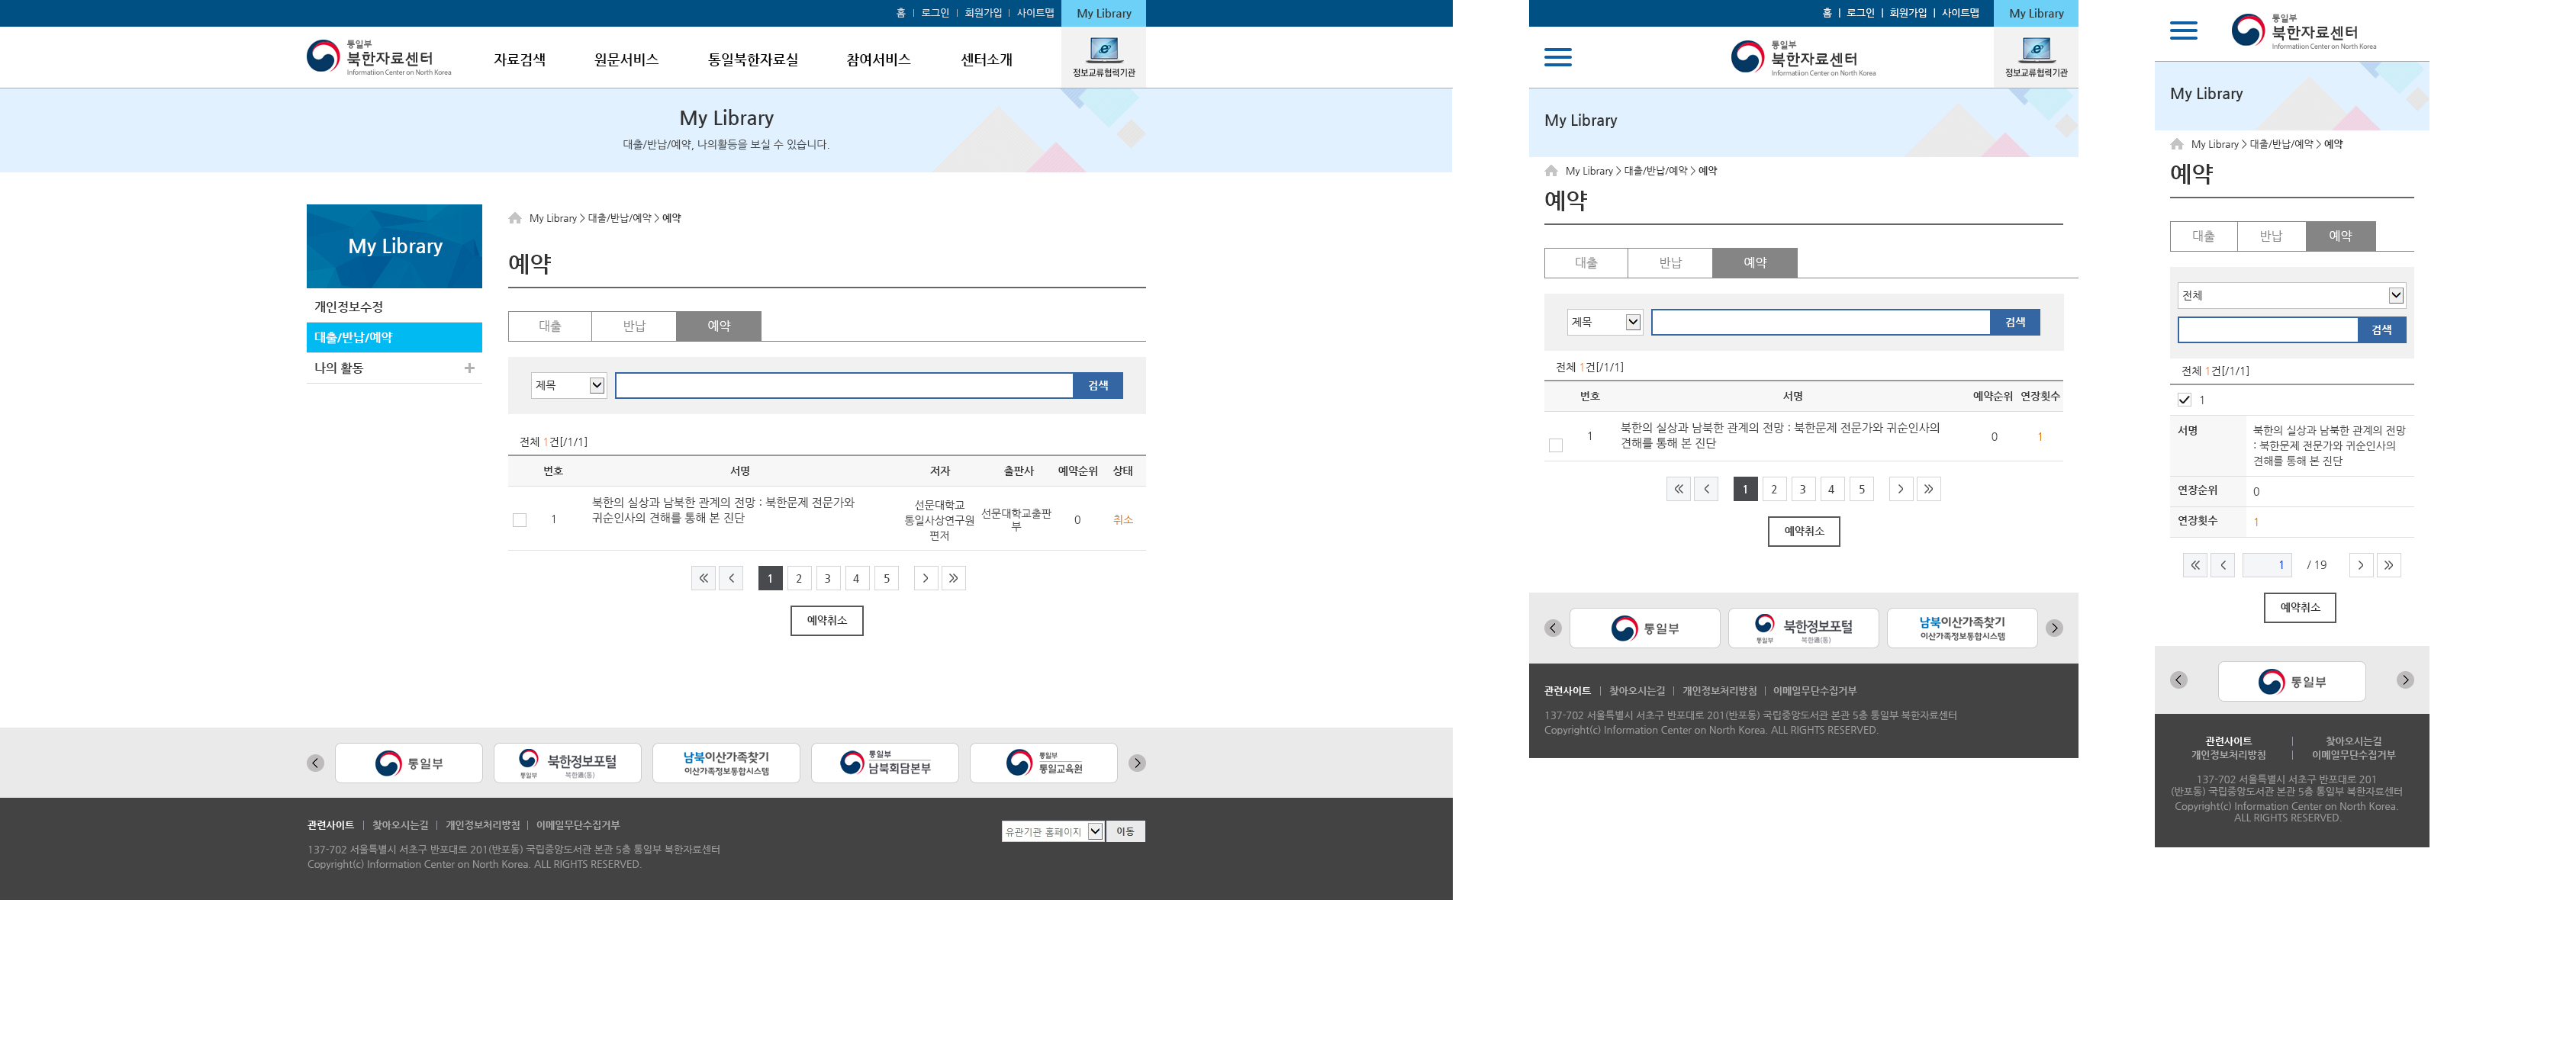 홈 | 로그인 | 회원가입 | 사이트맵 My Library
통일부
북한자료센터
Informatiion Center on North Korea
자료검색 원문서비스 통일북한자료실 참여서비스 센터소개
정보교류협력기관
My Library
대출/반납/예약, 나의활등을 보실 수 있습니다.
My Library
개인정보수정
대출/반납/예약
나의 활동
My Library > 대출/반납/예약 > 예약
예약
대출 반납 예약
제목 검색
전체 1건[/1/1]
번호 서명 저자 출판사 예약순위 상태
1 북한의 실상과 남북한 관계의 전망 : 북한문제 전문가와
귀순인사의 견해를 통해 본 진단
선문대학교
통일사상연구원
편저
선문대학교출판
부
0 취소
1 2 3 4 5
예약취소
통일부
통일부 북한정보포털
북한通(통)
남북이산가족찾기
이산가족정보통합시스템
통일부
남북회담본부
통일부
통일교육원
관련사이트 | 찾아오시는길 | 개인정보처리방침 | 이메일무단수집거부
137-702 서울특별시 서초구 반포대로 201(반포동) 국립중앙도서관 본관 5층 통일부 북한자료센터
Copyright(c) Information Center on North Korea. ALL RIGHTS RESERVED.
유관기관 홈페이지 이동
홈 | 로그인 | 회원가입 | 사이트맵 My Library
통일부
북한자료센터
Informatiion Center on North Korea
정보교류협력기관
My Library
My Library > 대출/반납/예약 > 예약
예약
대출 반납 예약
제목 검색
전체 1건[/1/1]
번호 서명 예약순위 연장횟수
1 북한의 실상과 남북한 관계의 전망 : 북한문제 전문가와 귀순인사의
견해를 통해 본 진단
0 1
1 2 3 4 5
예약취소
통일부
통일부 북한정보포털
북한通(통)
남북이산가족찾기
이산가족정보통합시스템
관련사이트 | 찾아오시는길 | 개인정보처리방침 | 이메일무단수집거부
137-702 서울특별시 서초구 반포대로 201(반포동) 국립중앙도서관 본관 5층 통일부 북한자료센터
Copyright(c) Information Center on North Korea. ALL RIGHTS RESERVED.
통일부
북한자료센터
Informatiion Center on North Korea
My Library
My Library > 대출/반납/예약 > 예약
예약
대출 반납 예약
전체
검색
전체 1건[/1/1]
1
서명 북한의 실상과 남북한 관계의 전망
: 북한문제 전문가와 귀순인사의
견해를 통해 본 진단
연장순위 0
연장횟수 1
1 / 19
예약취소
통일부
관련사이트 | 찾아오시는길
개인정보처리방침 | 이메일무단수집거부
137-702 서울특별시 서초구 반포대로 201
(반포동) 국립중앙도서관 본관 5층 통일부 북한자료센터
Copyright(c) Information Center on North Korea.
ALL RIGHTS RESERVED.